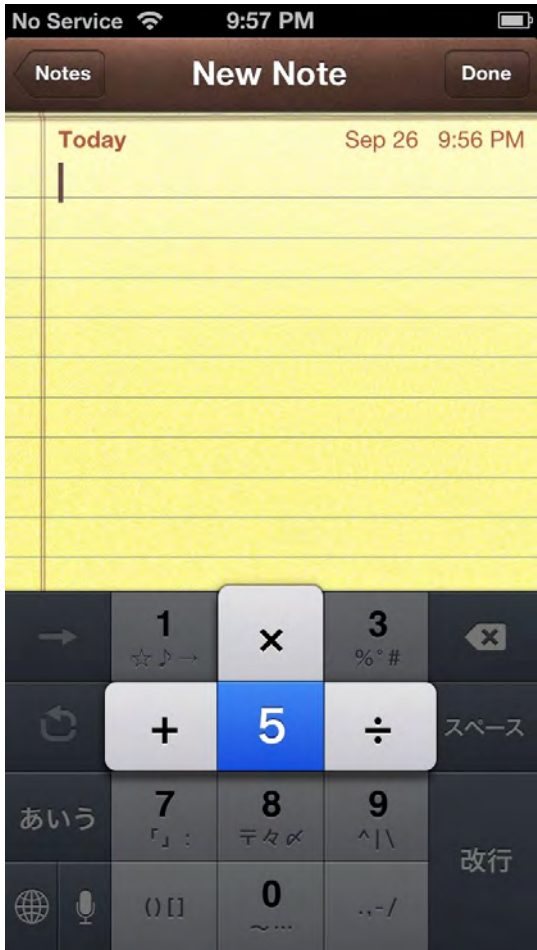 No Service 9:57 PM
Notes New Note Done
Today Sep 26 9:56 PM
→ 1 × 3
☆♪→ %°#
+ 5 ÷ スペース
あいう 7 8 9
「」: 〒々〆 ^|\
改行
()[] 0 .,-/
~…